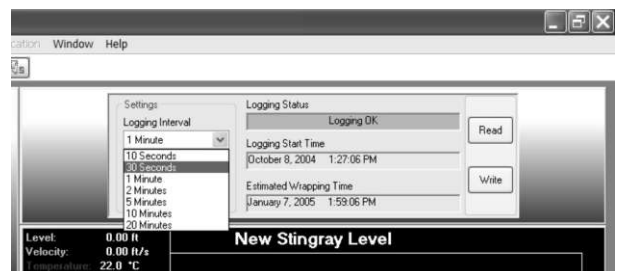 cation Window Help
Settings
Logging Interval
1 Minute
10 Seconds
30 Seconds
1 Minute
2 Minutes
5 Minutes
10 Minutes
20 Minutes
Logging Status
Logging OK
Logging Start Time
October 8, 2004 1:27:06 PM
Estimated Wrapping Time
January 7, 2005 1:59:06 PM
Read
Write
Level: 0.00 ft
Velocity: 0.00 ft/s
Temperature: 22.0 °C
New Stingray Level